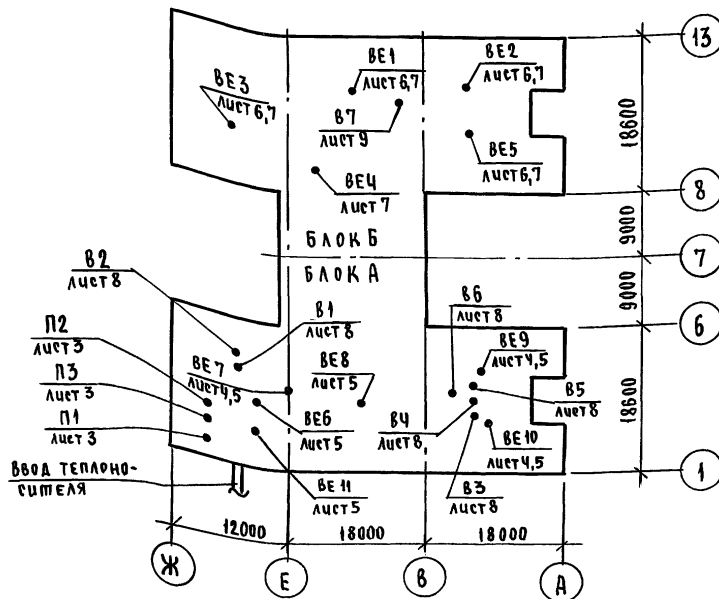 13
ВЕ1
лист 6,7
ВЕ2
лист 6,7
ВЕ3
лист 6,7
В7
лист 9
ВЕ5
лист 6,7
ВЕ4
лист 7
18600
8
БЛОК Б
БЛОК А
9000
7
9000
В2
лист 8
В1
лист 8
В6
лист 8
6
П2
лист 3
ВЕ7
лист 4,5
ВЕ8
лист 5
ВЕ9
лист 4,5
П3
лист 3
В5
лист 8
18600
П1
лист 3
ВЕ6
лист 5
В4
лист 8
ВЕ10
лист 4,5
1
ВВОД ТЕПЛОНО-
СИТЕЛЯ
ВЕ11
лист 5
В3
лист 8
12000
18000
18000
Ж
Е
В
А